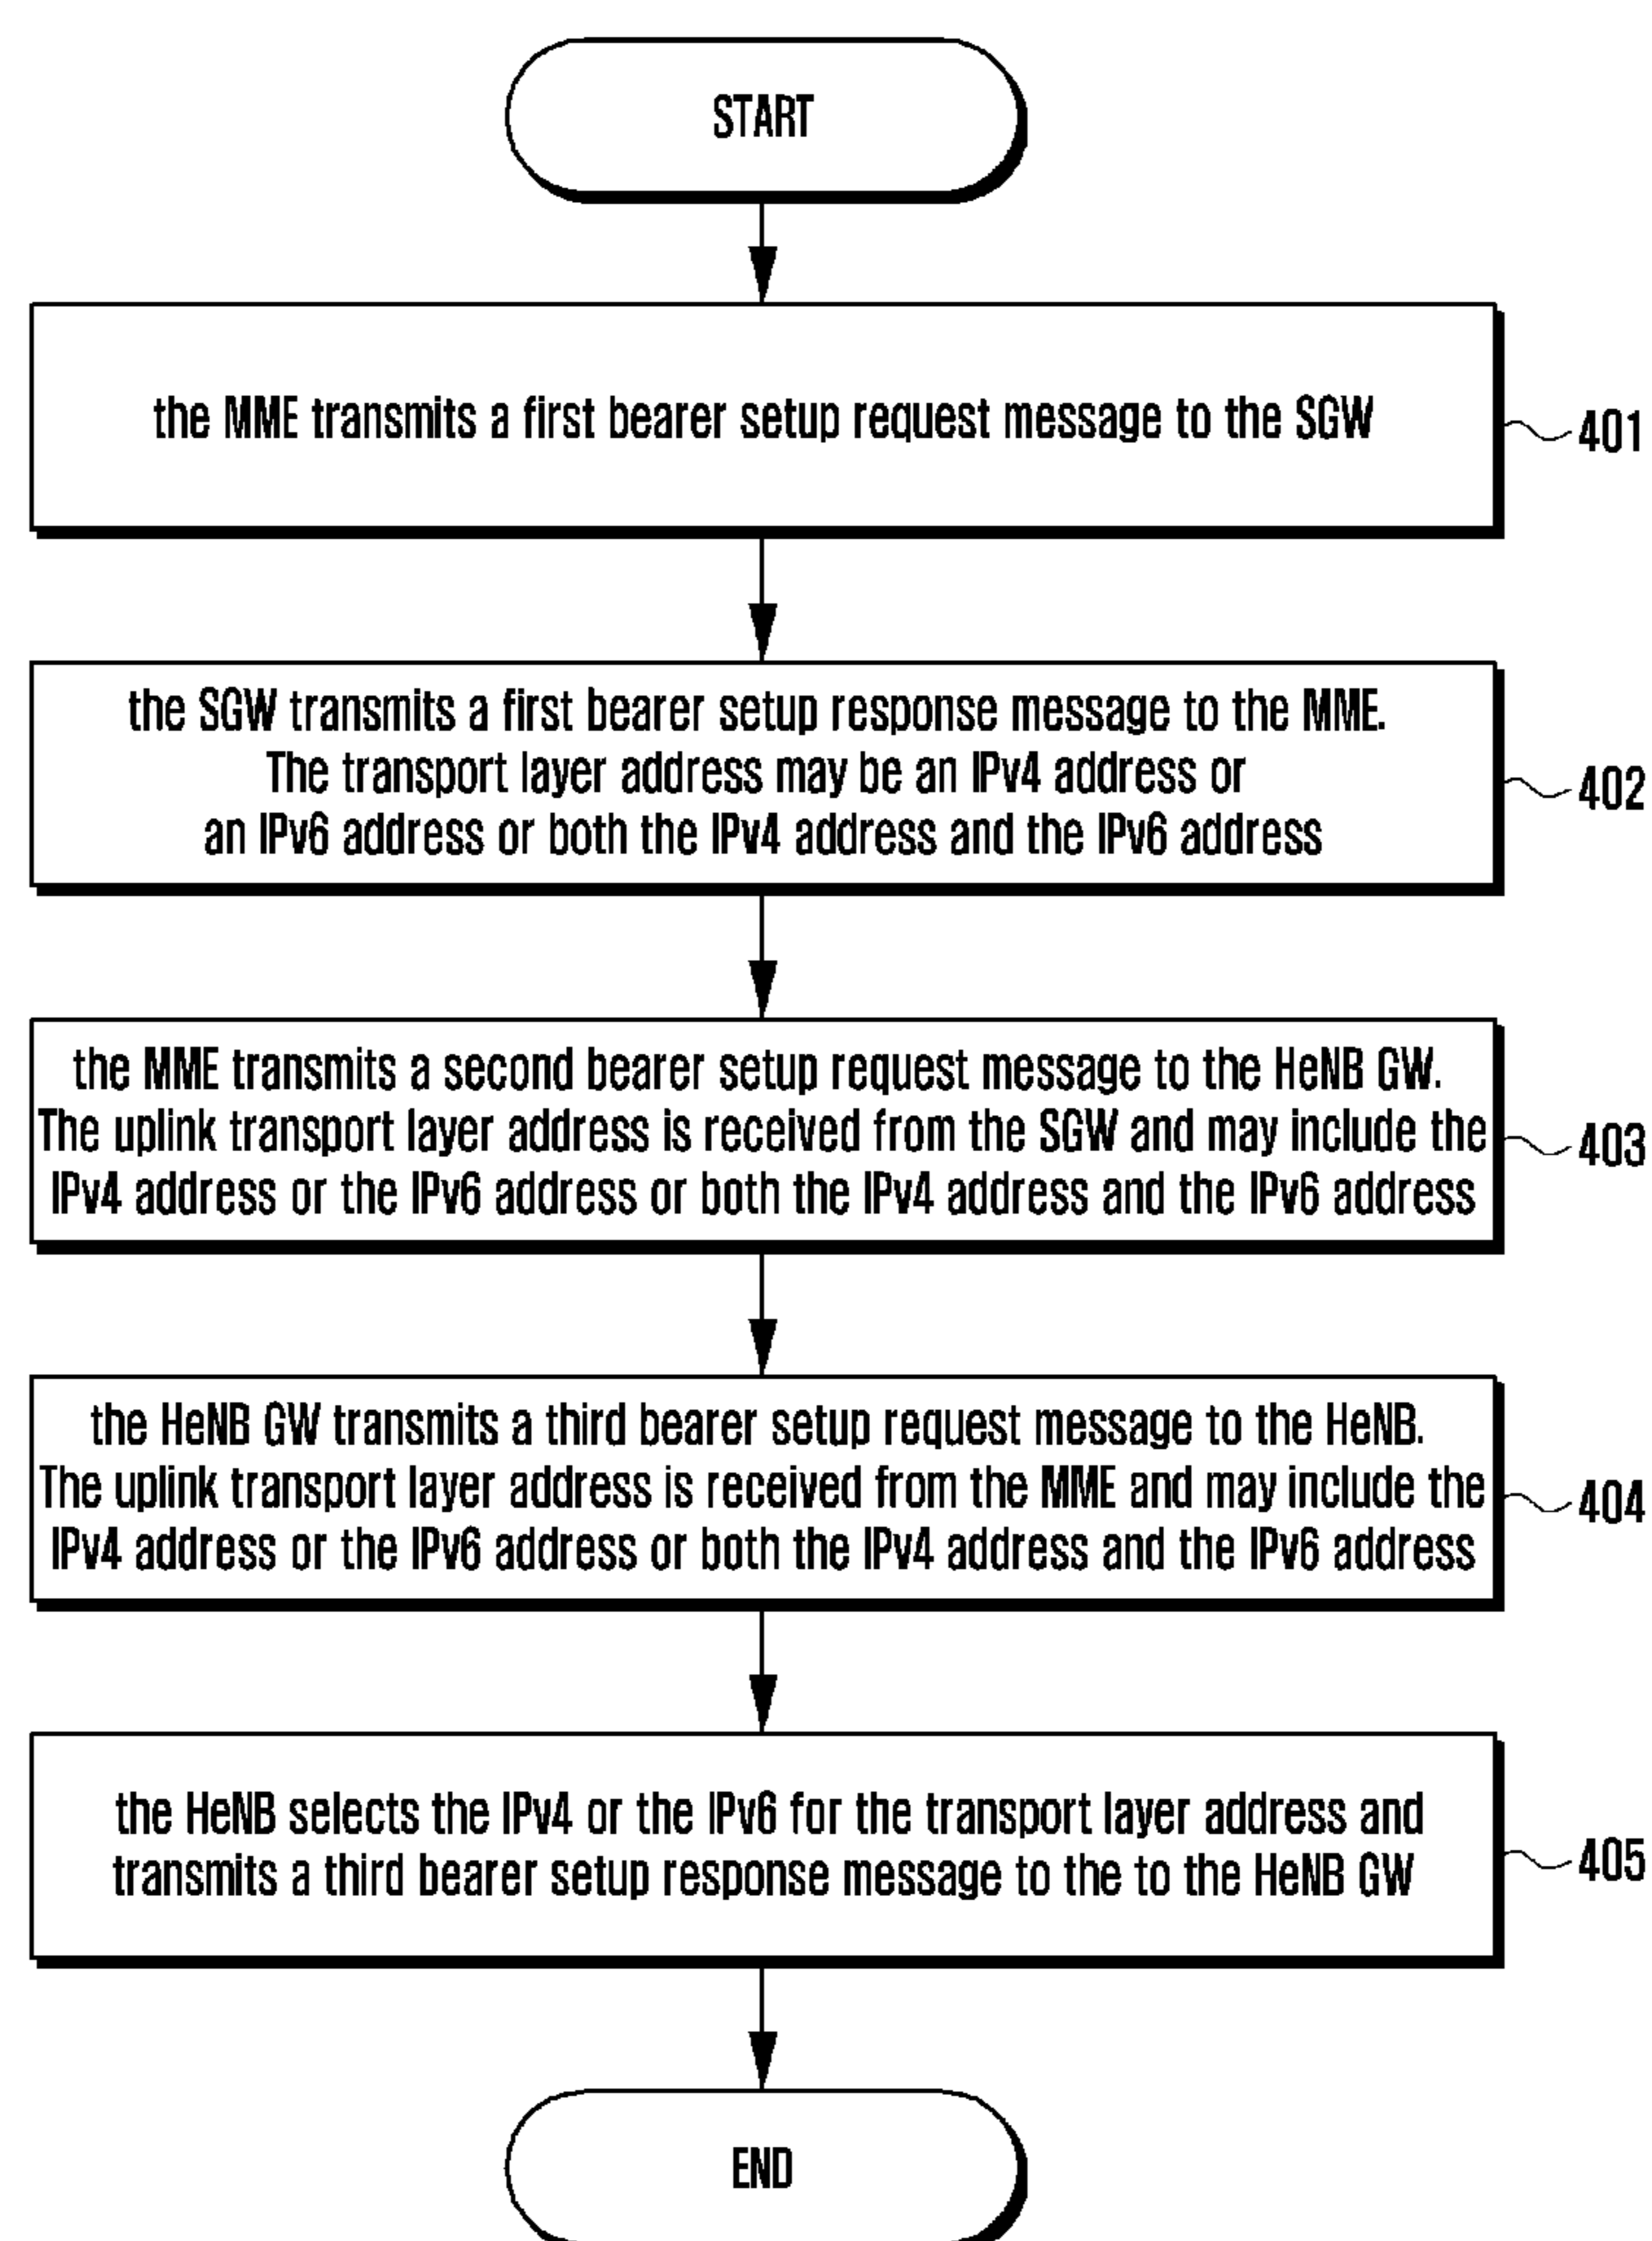 START
the MME transmits a first bearer setup request message to the SGW
401
the SGW transmits a first bearer setup response message to the MME.
The transport layer address may be an IPv4 address or
an IPv6 address or both the IPv4 address and the IPv6 address
402
the MME transmits a second bearer setup request message to the HeNB GW.
The uplink transport layer address is received from the SGW and may include the
IPv4 address or the IPv6 address or both the IPv4 address and the IPv6 address
403
the HeNB GW transmits a third bearer setup request message to the HeNB.
The uplink transport layer address is received from the MME and may include the
IPv4 address or the IPv6 address or both the IPv4 address and the IPv6 address
404
the HeNB selects the IPv4 or the IPv6 for the transport layer address and
transmits a third bearer setup response message to the to the HeNB GW
405
END